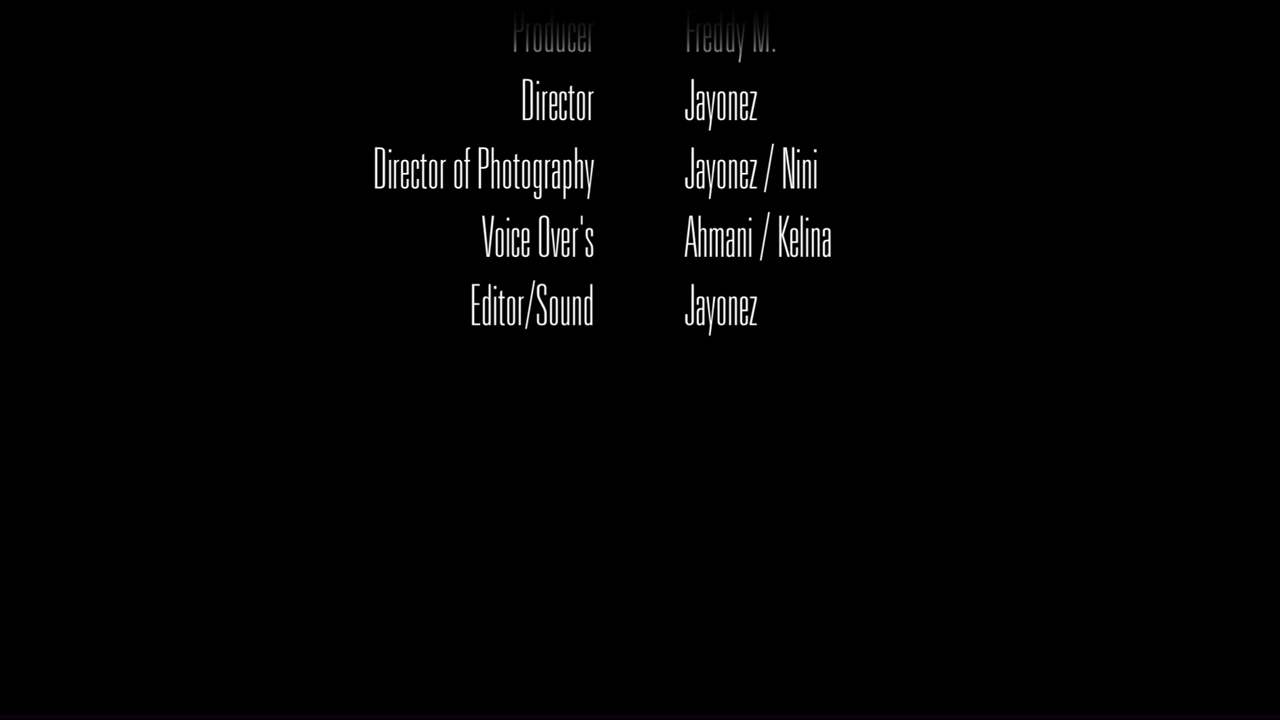 Producer Freddy M.
Director Jayonez
Director of Photography Jayonez / Nini
Voice Over's Ahmani / Kelina
Editor/Sound Jayonez